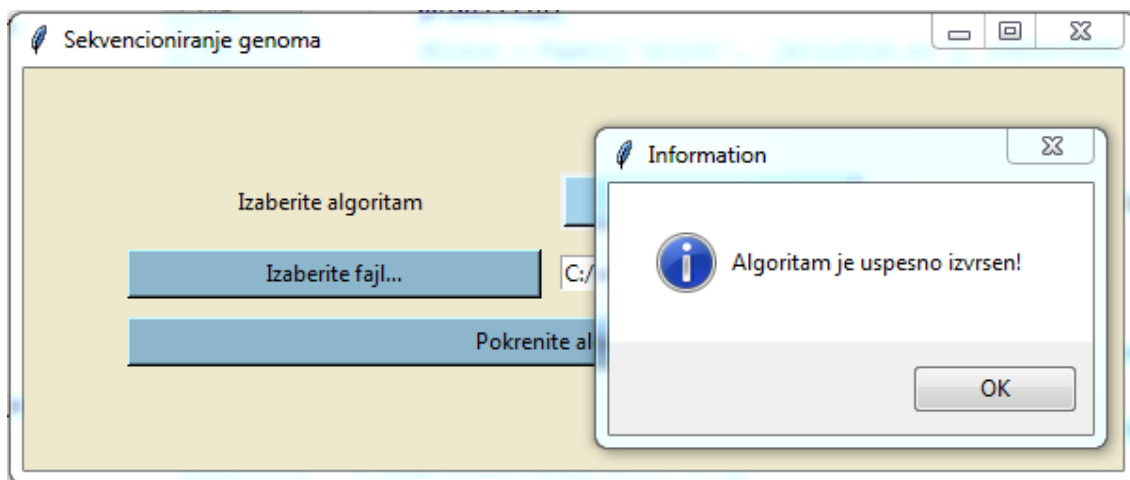 Sekvencioniranje genoma
Information
Izaberite algoritam
Algoritam je uspesno izvrsen!
Izaberite fajl...
C:/
Pokrenite al
OK